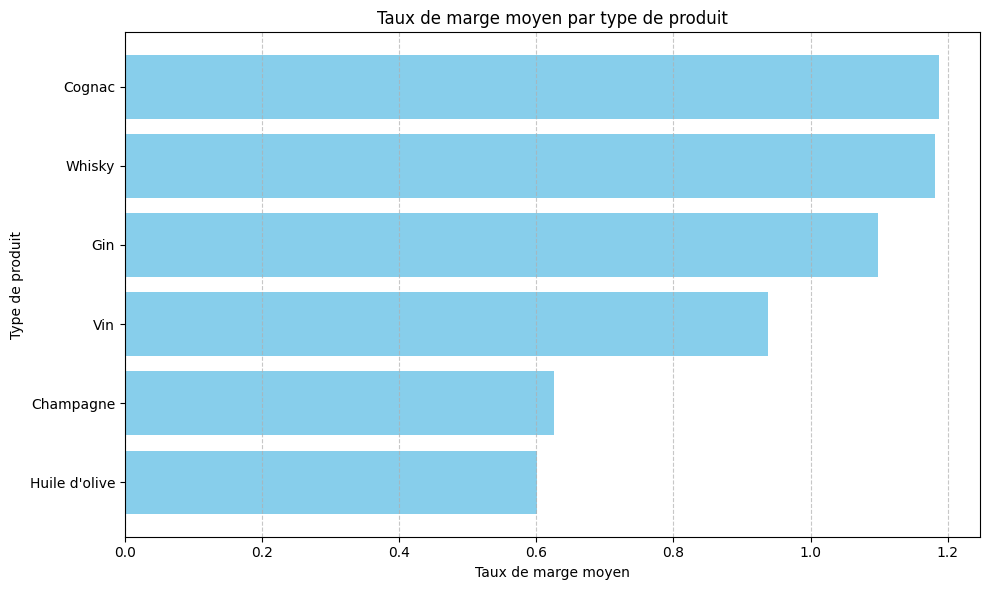 Taux de marge moyen par type de produit
Type de produit
Cognac
Whisky
Gin
Vin
Champagne
Huile d'olive
0.0 0.2 0.4 0.6 0.8 1.0 1.2
Taux de marge moyen